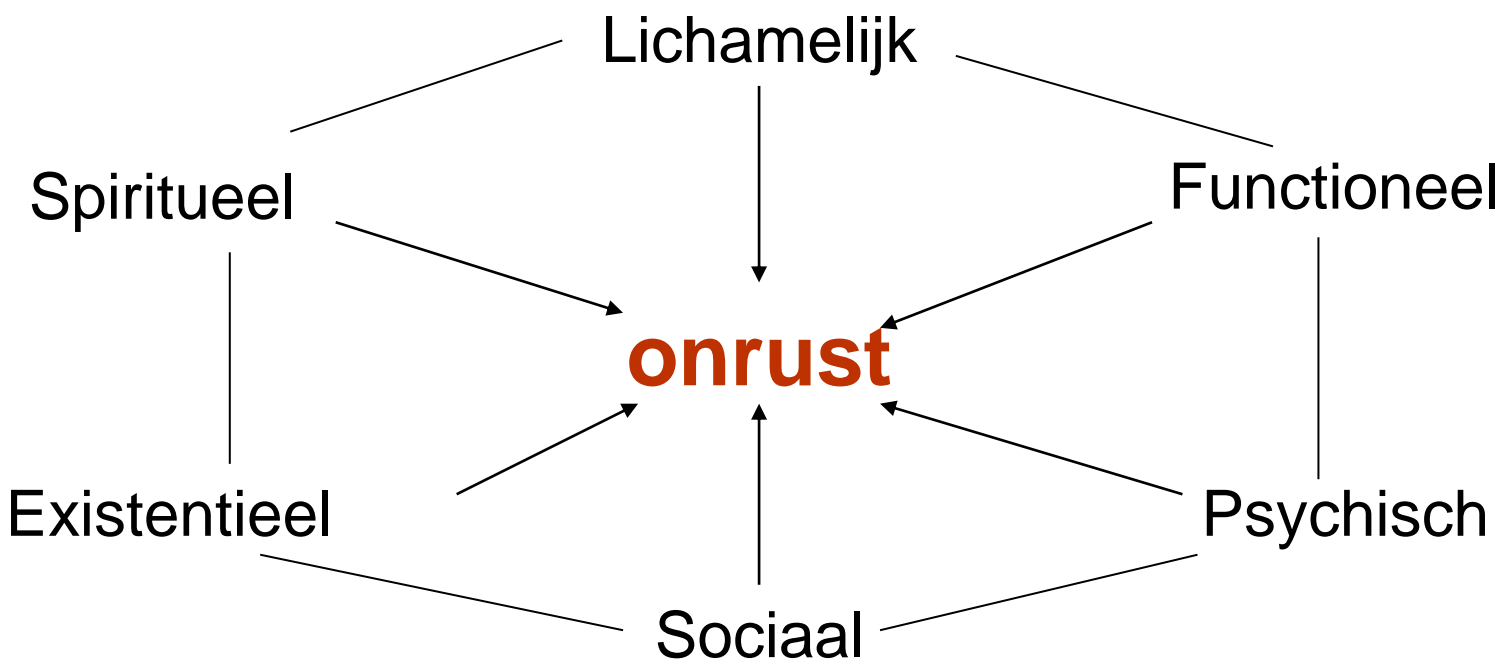 Lichamelijk
Spiritueel
Functioneel
onrust
Existentieel
Psychisch
Sociaal